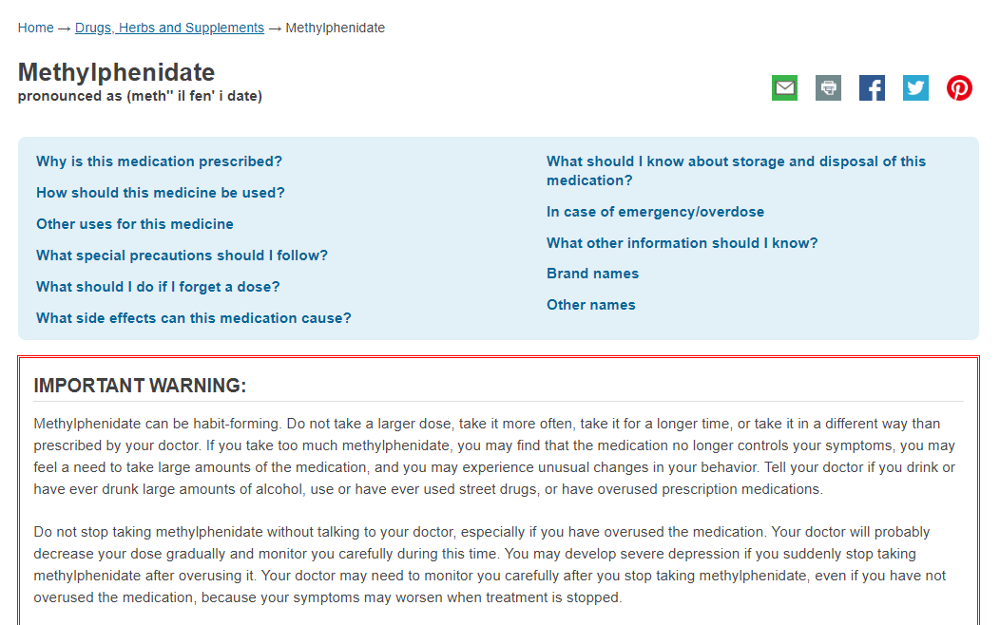 Home → Drugs, Herbs and Supplements → Methylphenidate
Methylphenidate
pronounced as (meth" il fen' i date)
Why is this medication prescribed?
How should this medicine be used?
Other uses for this medicine
What special precautions should I follow?
What should I do if I forget a dose?
What side effects can this medication cause?
What should I know about storage and disposal of this
medication?
In case of emergency/overdose
What other information should I know?
Brand names
Other names
IMPORTANT WARNING:
Methylphenidate can be habit-forming. Do not take a larger dose, take it more often, take it for a longer time, or take it in a different way than
prescribed by your doctor. If you take too much methylphenidate, you may find that the medication no longer controls your symptoms, you may
feel a need to take large amounts of the medication, and you may experience unusual changes in your behavior. Tell your doctor if you drink or
have ever drunk large amounts of alcohol, use or have ever used street drugs, or have overused prescription medications.
Do not stop taking methylphenidate without talking to your doctor, especially if you have overused the medication. Your doctor will probably
decrease your dose gradually and monitor you carefully during this time. You may develop severe depression if you suddenly stop taking
methylphenidate after overusing it. Your doctor may need to monitor you carefully after you stop taking methylphenidate, even if you have not
overused the medication, because your symptoms may worsen when treatment is stopped.